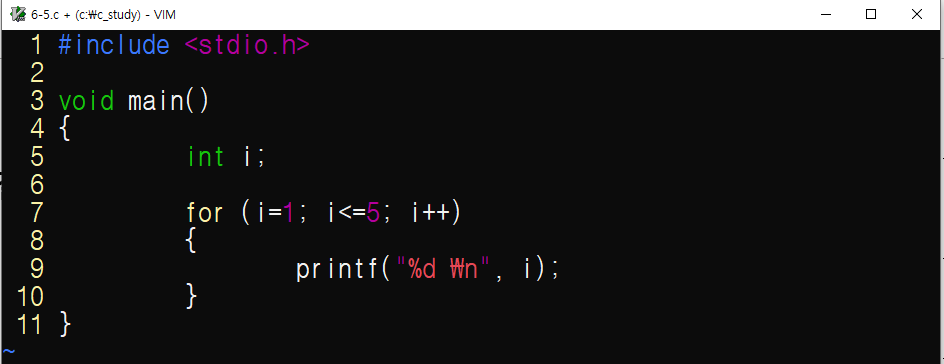 6-5.c + (c:₩c_study) - VIM
1 #include <stdio.h>
2
3 void main()
4 {
5 int i;
6
7 for (i=1; i<=5; i++)
8 {
9 printf("%d ₩n", i);
10 }
11 }
~